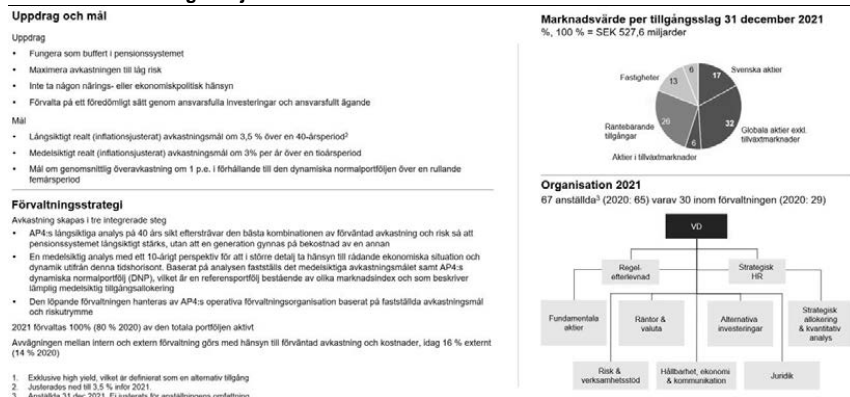 Uppdrag och mål
Uppdrag
• Fungera som buffert i pensionssystemet
• Maximera avkastningen till låg risk
• Inte ta någon närings- eller ekonomiskpolitisk hänsyn
• Förvalta på ett föredömligt sätt genom ansvarsfulla investeringar och ansvarsfullt ägande
Mål
• Långsiktigt realt (inflationsjusterat) avkastningsmål om 3,5 % över en 40-årsperiod²
• Medelsiktigt realt (inflationsjusterat) avkastningsmål om 3% per år över en tioårsperiod
• Mål om genomsnittlig överavkastning om 1 p.e. i förhållande till den dynamiska normalportföljen över en rullande
femårsperiod
Förvaltningsstrategi
Avkastning skapas i tre integrerade steg
• AP4:s långsiktiga analys på 40 års sikt eftersträvar den bästa kombinationen av förväntad avkastning och risk så att
pensionssystemet långsiktigt stärks, utan att en generation gynnas på bekostnad av en annan
• En medelsiktig analys med ett 10-årigt perspektiv för att i större detalj ta hänsyn till rådande ekonomiska situation och
dynamik utifrån denna tidshorisont. Baserat på analysen fastställs det medelsiktiga avkastningsmålet samt AP4:s
dynamiska normalportfölj (DNP), vilket är en referensportfölj bestående av olika marknadsindex och som beskriver
lämplig medelsiktig tillgångsallokering
• Den löpande förvaltningen hanteras av AP4:s operativa förvaltningsorganisation baserat på fastställda avkastningsmål
och riskutrymme
2021 förvaltas 100% (80 % 2020) av den totala portföljen aktivt
Avvägningen mellan intern och extern förvaltning görs med hänsyn till förväntad avkastning och kostnader, idag 16 % externt
(14 % 2020)
1. Exklusive high yield, vilket är definierat som en alternativ tillgång
2. Justerades ned till 3,5 % inför 2021.
3. Anställda 31 dec 2021. Ej justerats för anställningens omfattning
Marknadsvärde per tillgångsslag 31 december 2021
%, 100 % = SEK 527,6 miljarder
6
17
Svenska aktier
Fastigheter
13
32
Globala aktier exkl.
tillväxtmarknader
Räntebärande
tillgångar
26
6
Aktier i tillväxtmarknader
Organisation 2021
67 anställda³ (2020: 65) varav 30 inom förvaltningen (2020: 29)
VD
Regel-
efterlevnad
Strategisk
HR
Fundamentala
aktier
Räntor &
valuta
Alternativa
investeringar
Strategisk
allokering
& kvantitativ
analys
Risk &
verksamhetsstöd
Hållbarhet, ekonomi
& kommunikation
Juridik